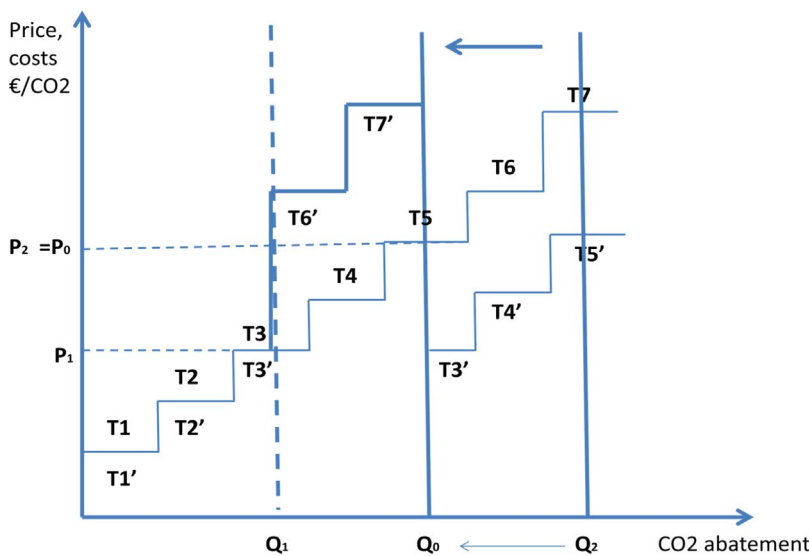 Price,
costs
€/CO2
T7
T7’
T6
T6’
T5
P₂ =P₀
T5’
T4
T4’
T3
P₁
T3’
T3’
T2
T2’
T1
T1’
Q₁
Q₀
Q₂
CO2 abatement